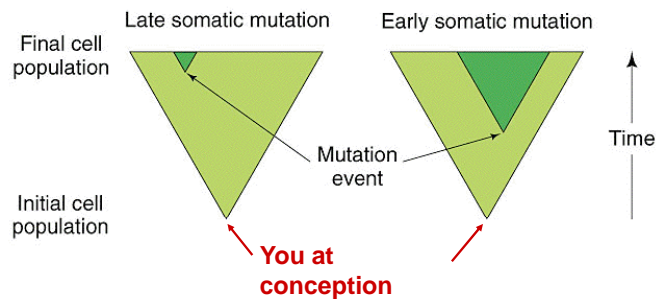 Late somatic mutation
Early somatic mutation
Final cell
population
Mutation
event
Time
Initial cell
population
You at
conception